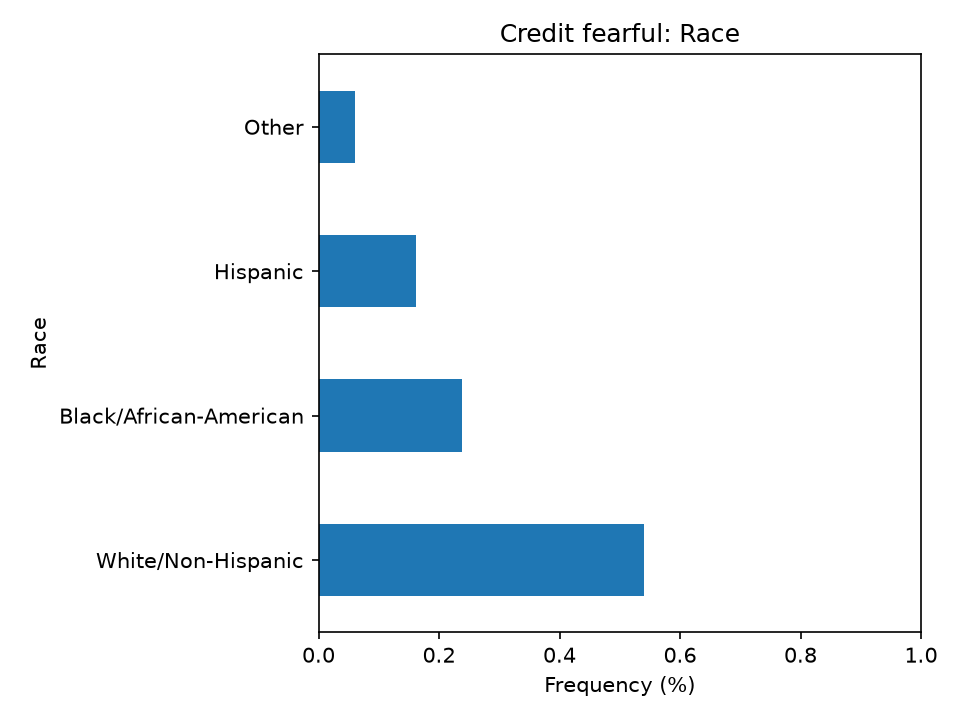 Credit fearful: Race
Other
Hispanic
Black/African-American
White/Non-Hispanic
Race
0.0 0.2 0.4 0.6 0.8 1.0
Frequency (%)